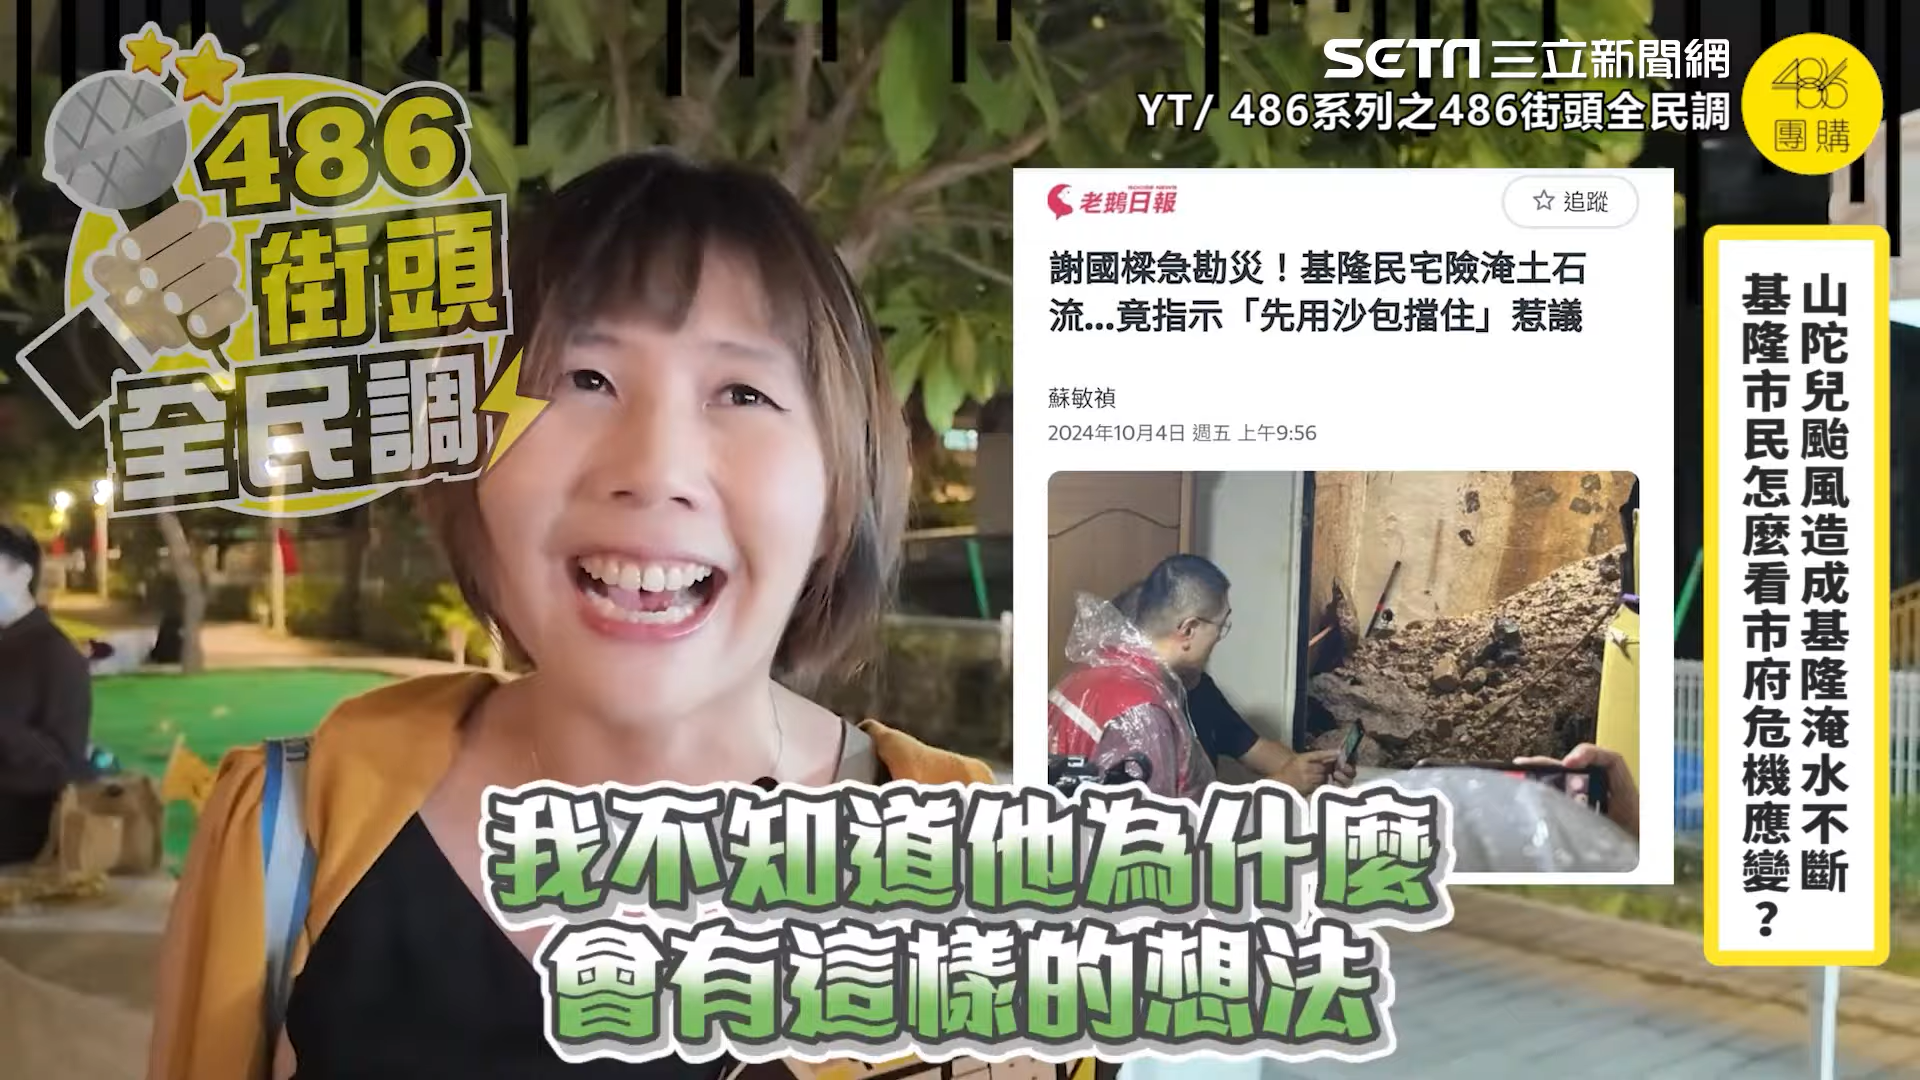 486
街頭
全民調
SETN三立新聞網
YT/ 486系列之486街頭全民調
486
團購
老鵝日報
追蹤
謝國樑急勘災！基隆民宅險淹土石
流...竟指示「先用沙包擋住」惹議
蘇敏禎
2024年10月4日 週五 上午9:56
山陀兒颱風造成基隆淹水不斷
基隆市民怎麼看市府危機應變？
我不知道他為什麼
會有這樣的想法